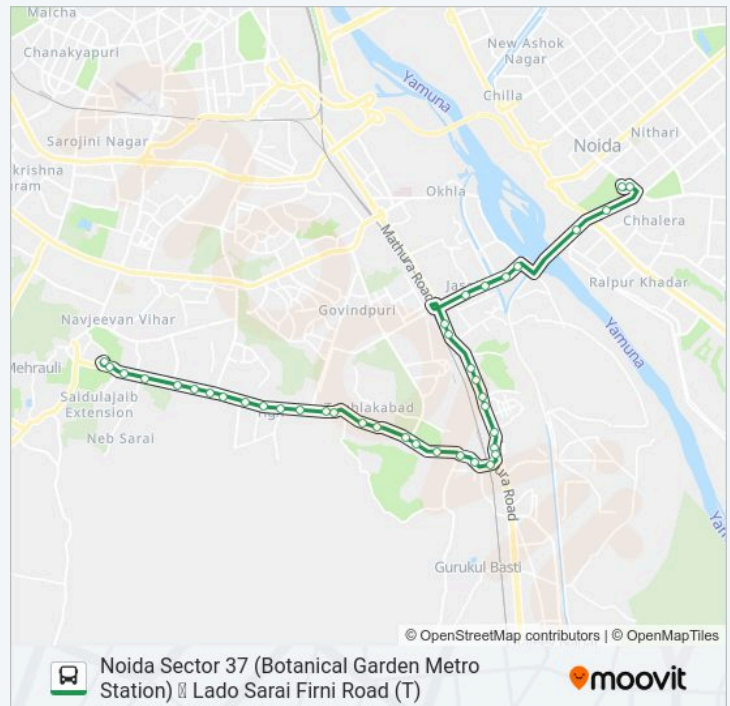 Malcha
Chanakyapuri
New Ashok
Nagar
Yamuna
Chilla
Sarojini Nagar
Nithari
Noida
krishna
Okhla
Chhalera
Mathura Road
Raipur Khadar
Govindpuri
Navjeevan Vihar
Yamuna
Mehrauli
Saidulajaib
Extension
Neb Sarai
Gurukul Basti
© OpenStreetMap contributors | © OpenMapTiles
Noida Sector 37 (Botanical Garden Metro
Station) Lado Sarai Firni Road (T)
moovit